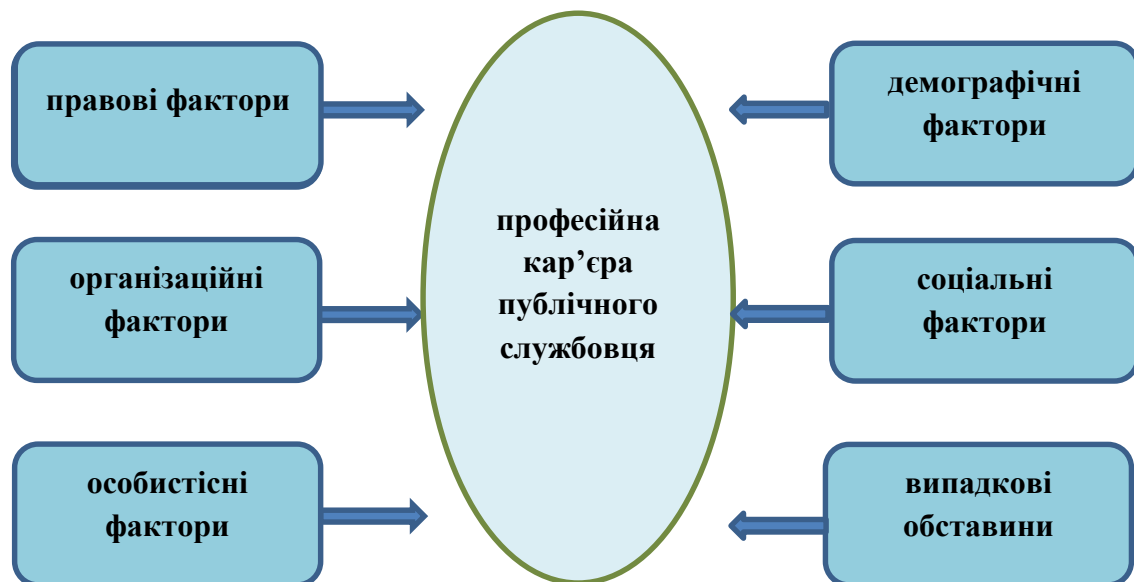 правові фактори
організаційні
фактори
особистісні
фактори
професійна
кар’єра
публічного
службовця
демографічні
фактори
соціальні
фактори
випадкові
обставини